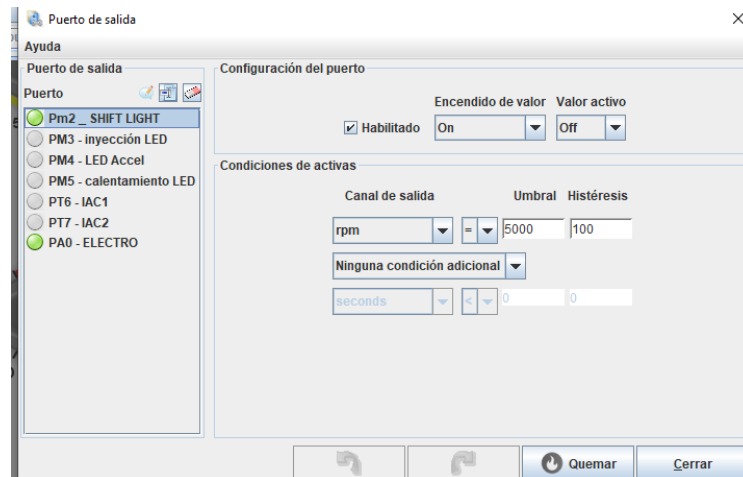 Puerto de salida
Ayuda
Puerto de salida
Puerto
Pm2 _ SHIFT LIGHT
PM3 - inyección LED
PM4 - LED Accel
PM5 - calentamiento LED
PT6 - IAC1
PT7 - IAC2
PA0 - ELECTRO
Configuración del puerto
Encendido de valor Valor activo
Habilitado On Off
Condiciones de activas
Canal de salida Umbral Histéresis
rpm = 5000 100
Ninguna condición adicional
seconds < 0 0
Quemar Cerrar